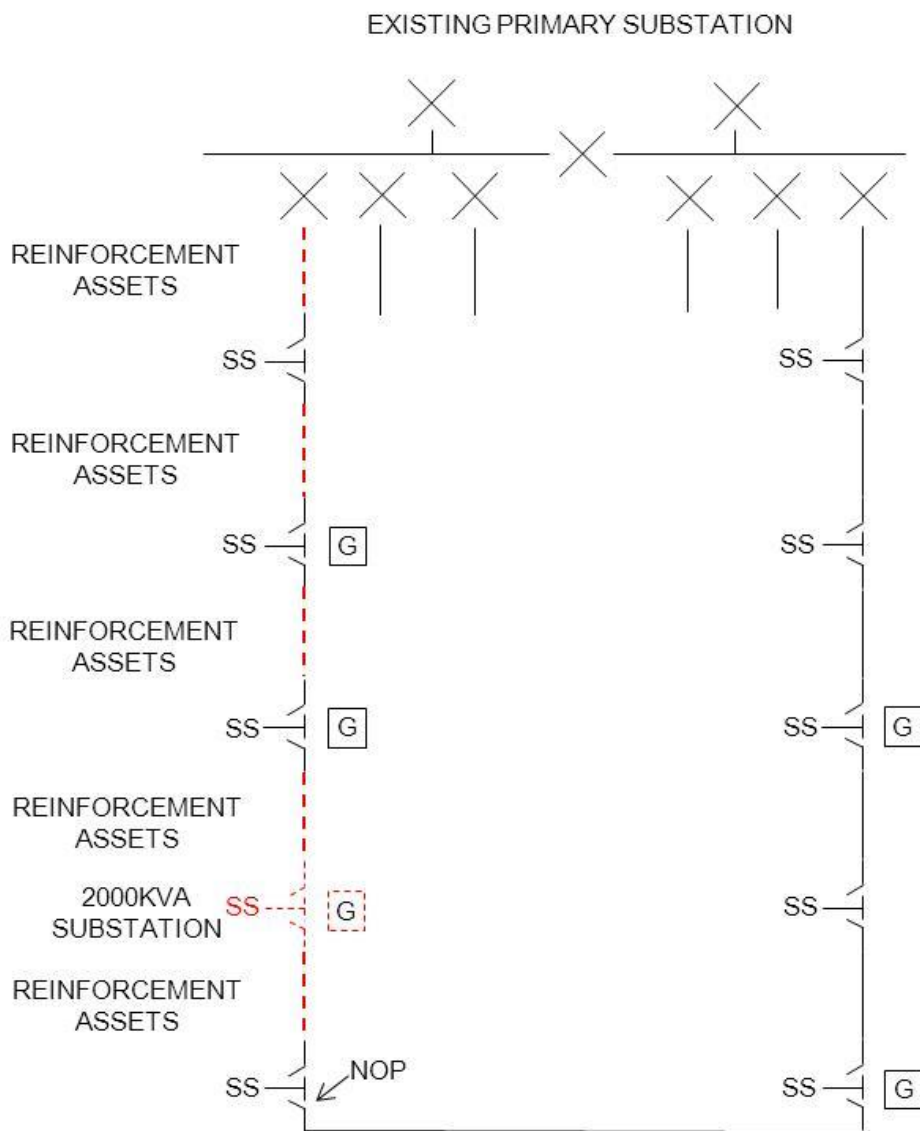 EXISTING PRIMARY SUBSTATION
REINFORCEMENT
ASSETS
SS
SS
REINFORCEMENT
ASSETS
SS
G
SS
REINFORCEMENT
ASSETS
SS
G
SS
G
REINFORCEMENT
ASSETS
2000KVA
SUBSTATION
SS
G
SS
REINFORCEMENT
ASSETS
NOP
SS
SS
G